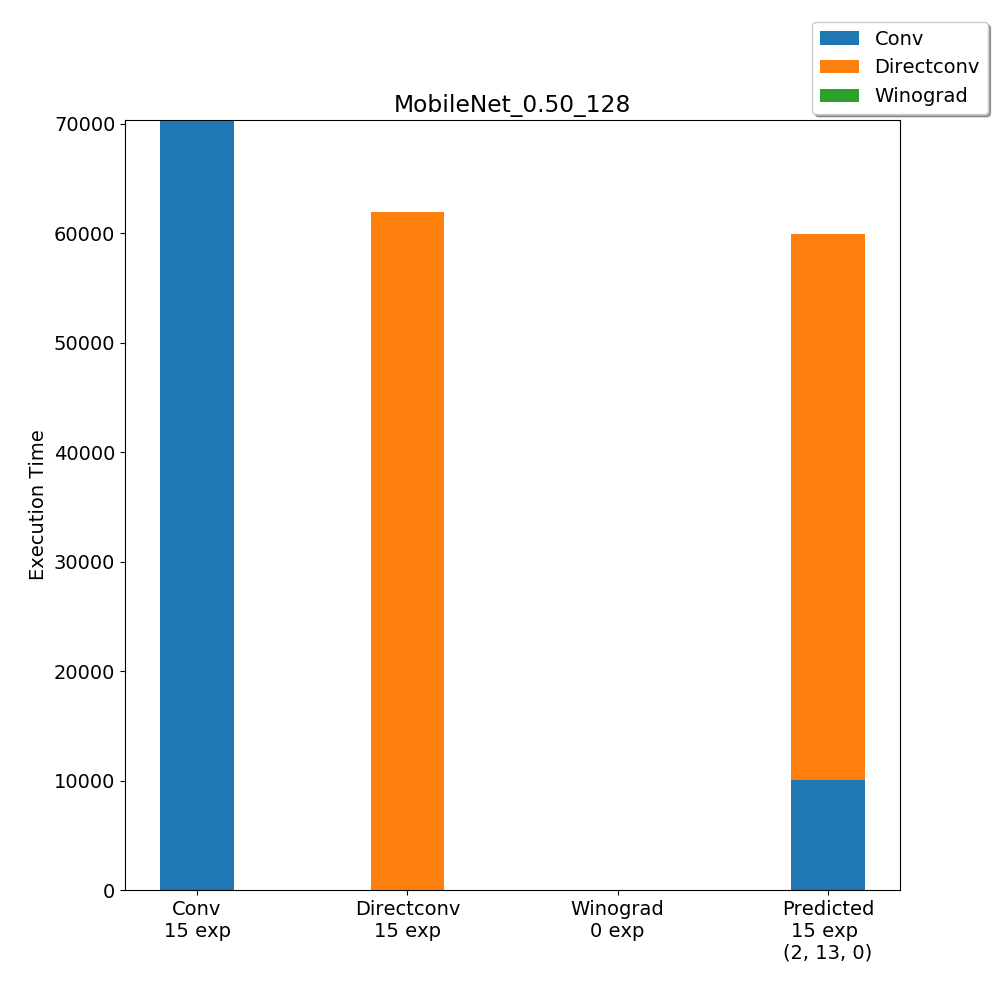 Conv
Directconv
Winograd
MobileNet_0.50_128
70000
60000
50000
40000
30000
20000
10000
0
Execution Time
Conv
15 exp
Directconv
15 exp
Winograd
0 exp
Predicted
15 exp
(2, 13, 0)